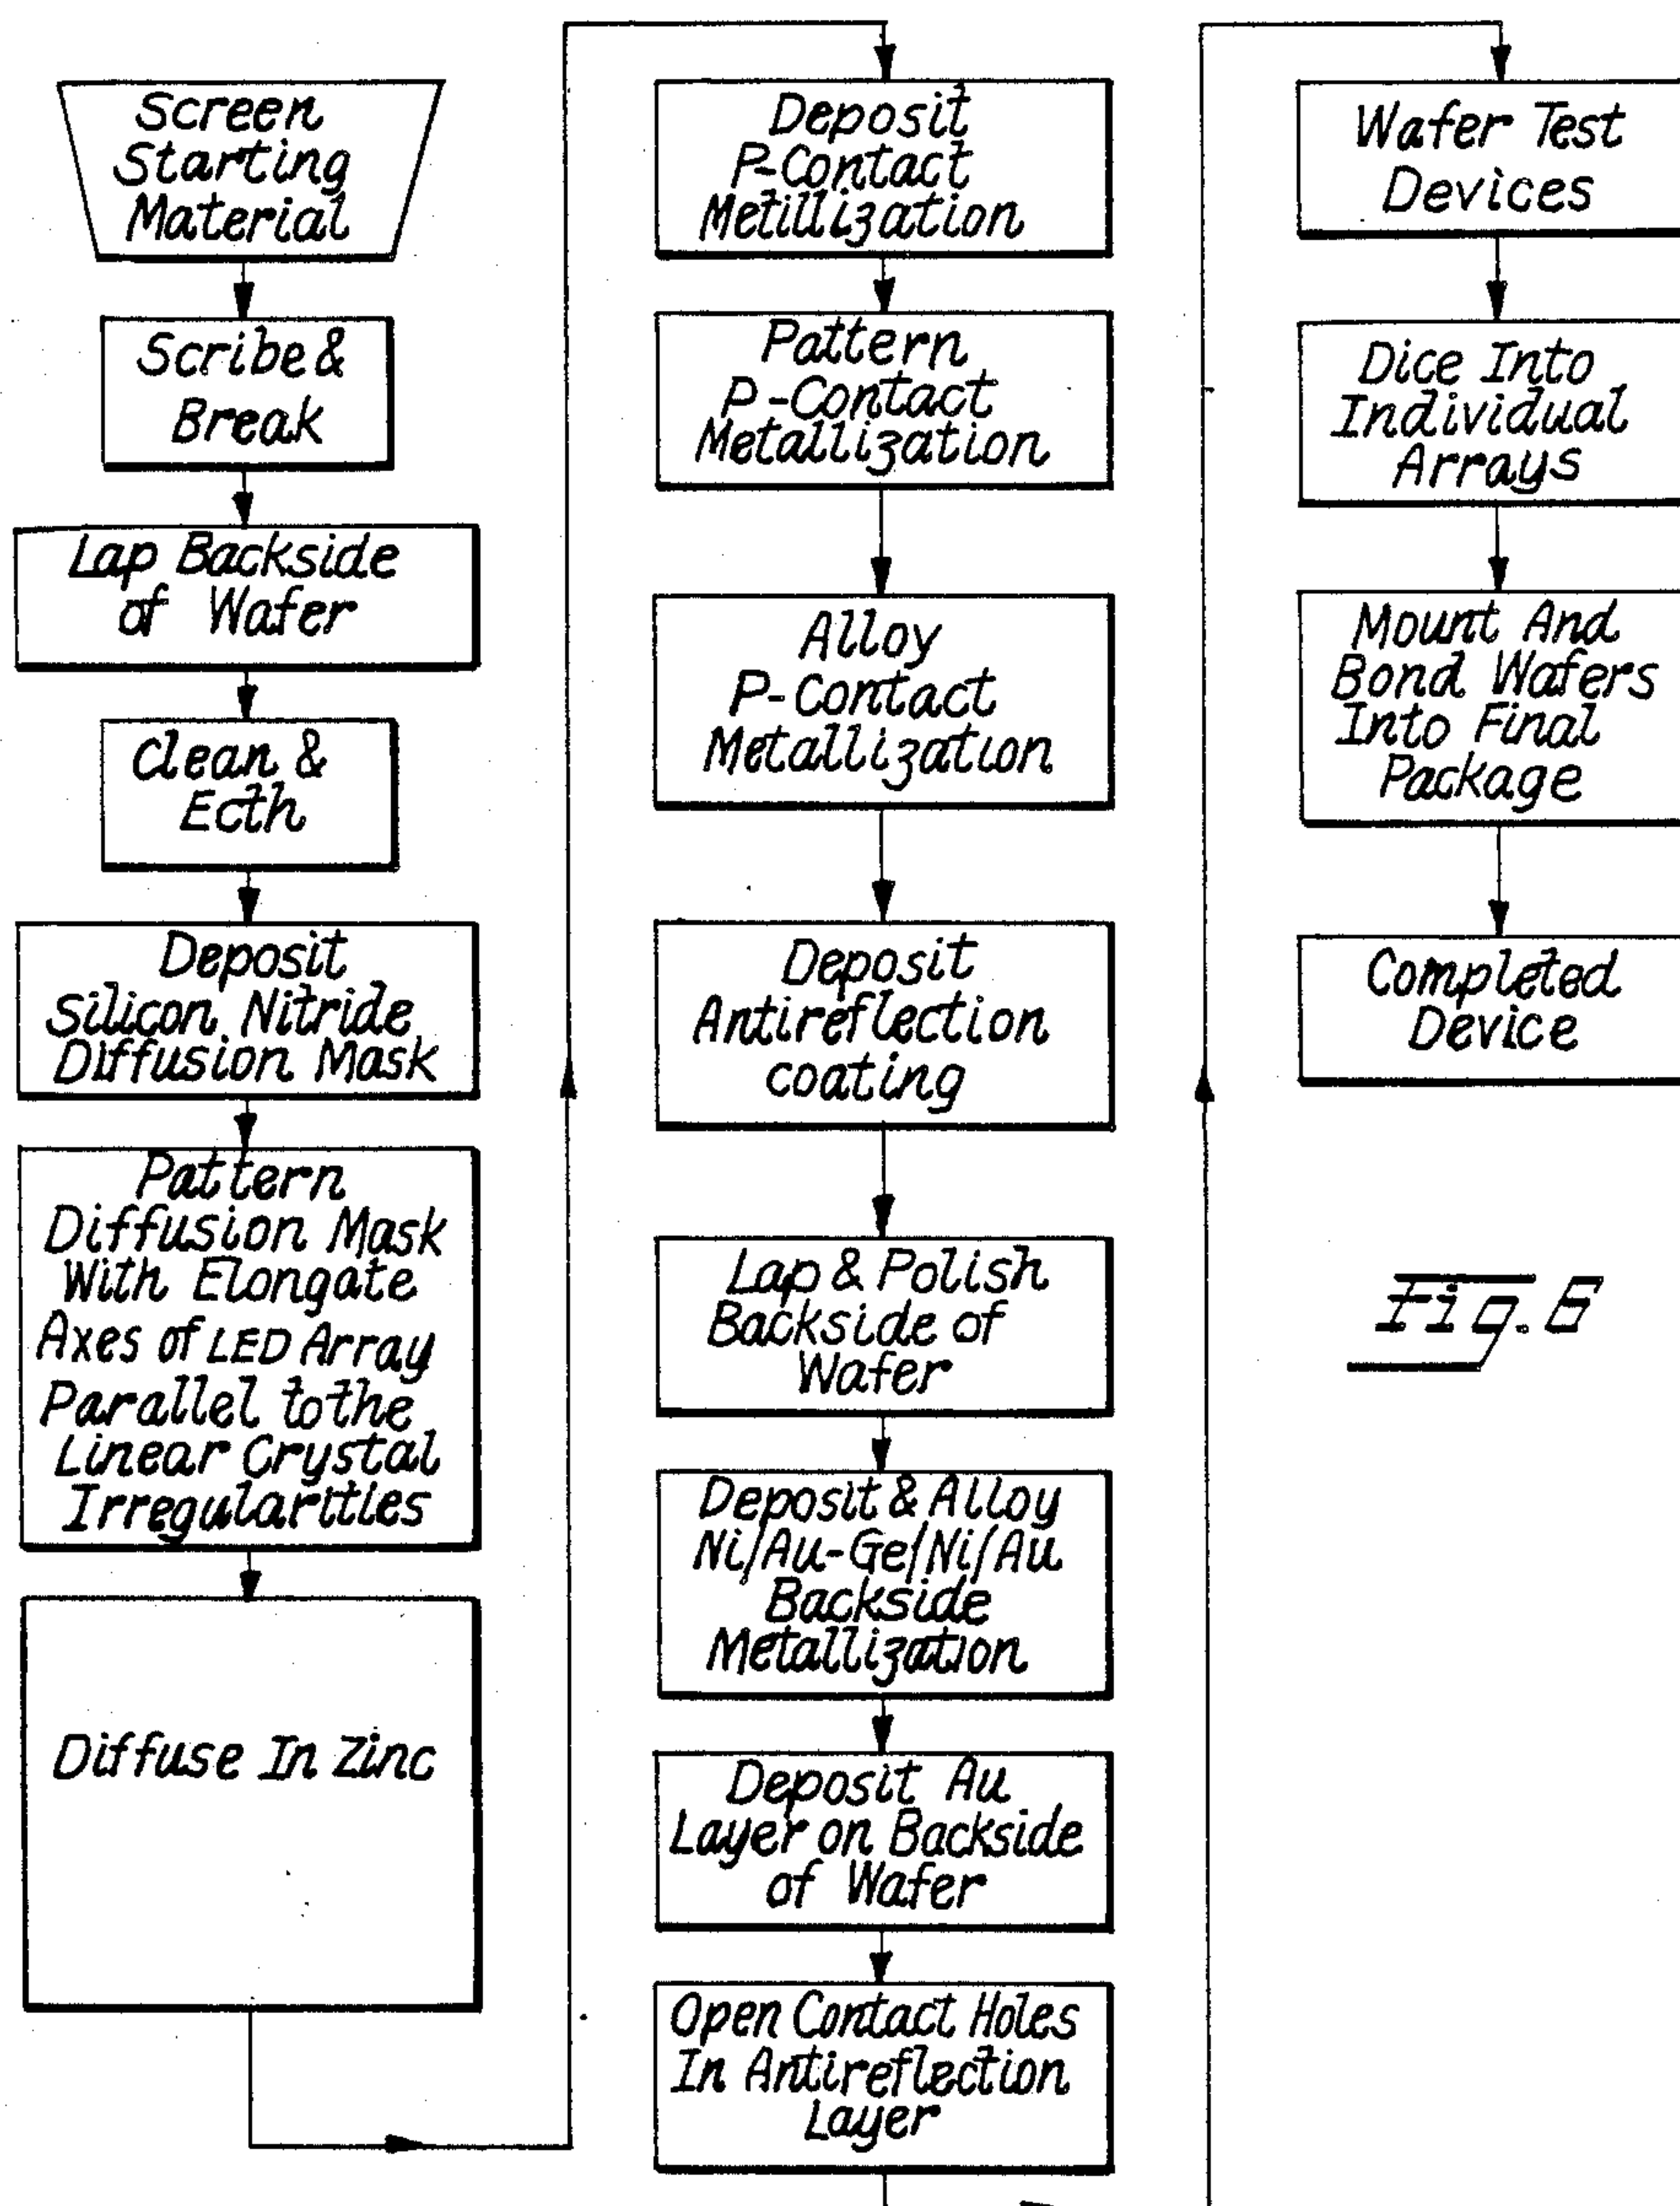 Screen
Starting
Material
Scribe &
Break
Lap Backside
of Wafer
Clean &
Ecth
Deposit
Silicon Nitride
Diffusion Mask
Pattern
Diffusion Mask
With Elongate
Axes of LED Array
Parallel to the
Linear Crystal
Irregularities
Diffuse In Zinc
Deposit
P-Contact
Metillization
Pattern
P-Contact
Metallization
Alloy
P-Contact
Metallization
Deposit
Antireflection
coating
Lap & Polish
Backside of
Wafer
Deposit & Alloy
Ni/Au-Ge/Ni/Au
Backside
Metallization
Deposit Au
Layer on Backside
of Wafer
Open Contact Holes
In Antireflection
Layer
Wafer Test
Devices
Dice Into
Individual
Arrays
Mount And
Bond Wafers
Into Final
Package
Completed
Device
Fig. 6